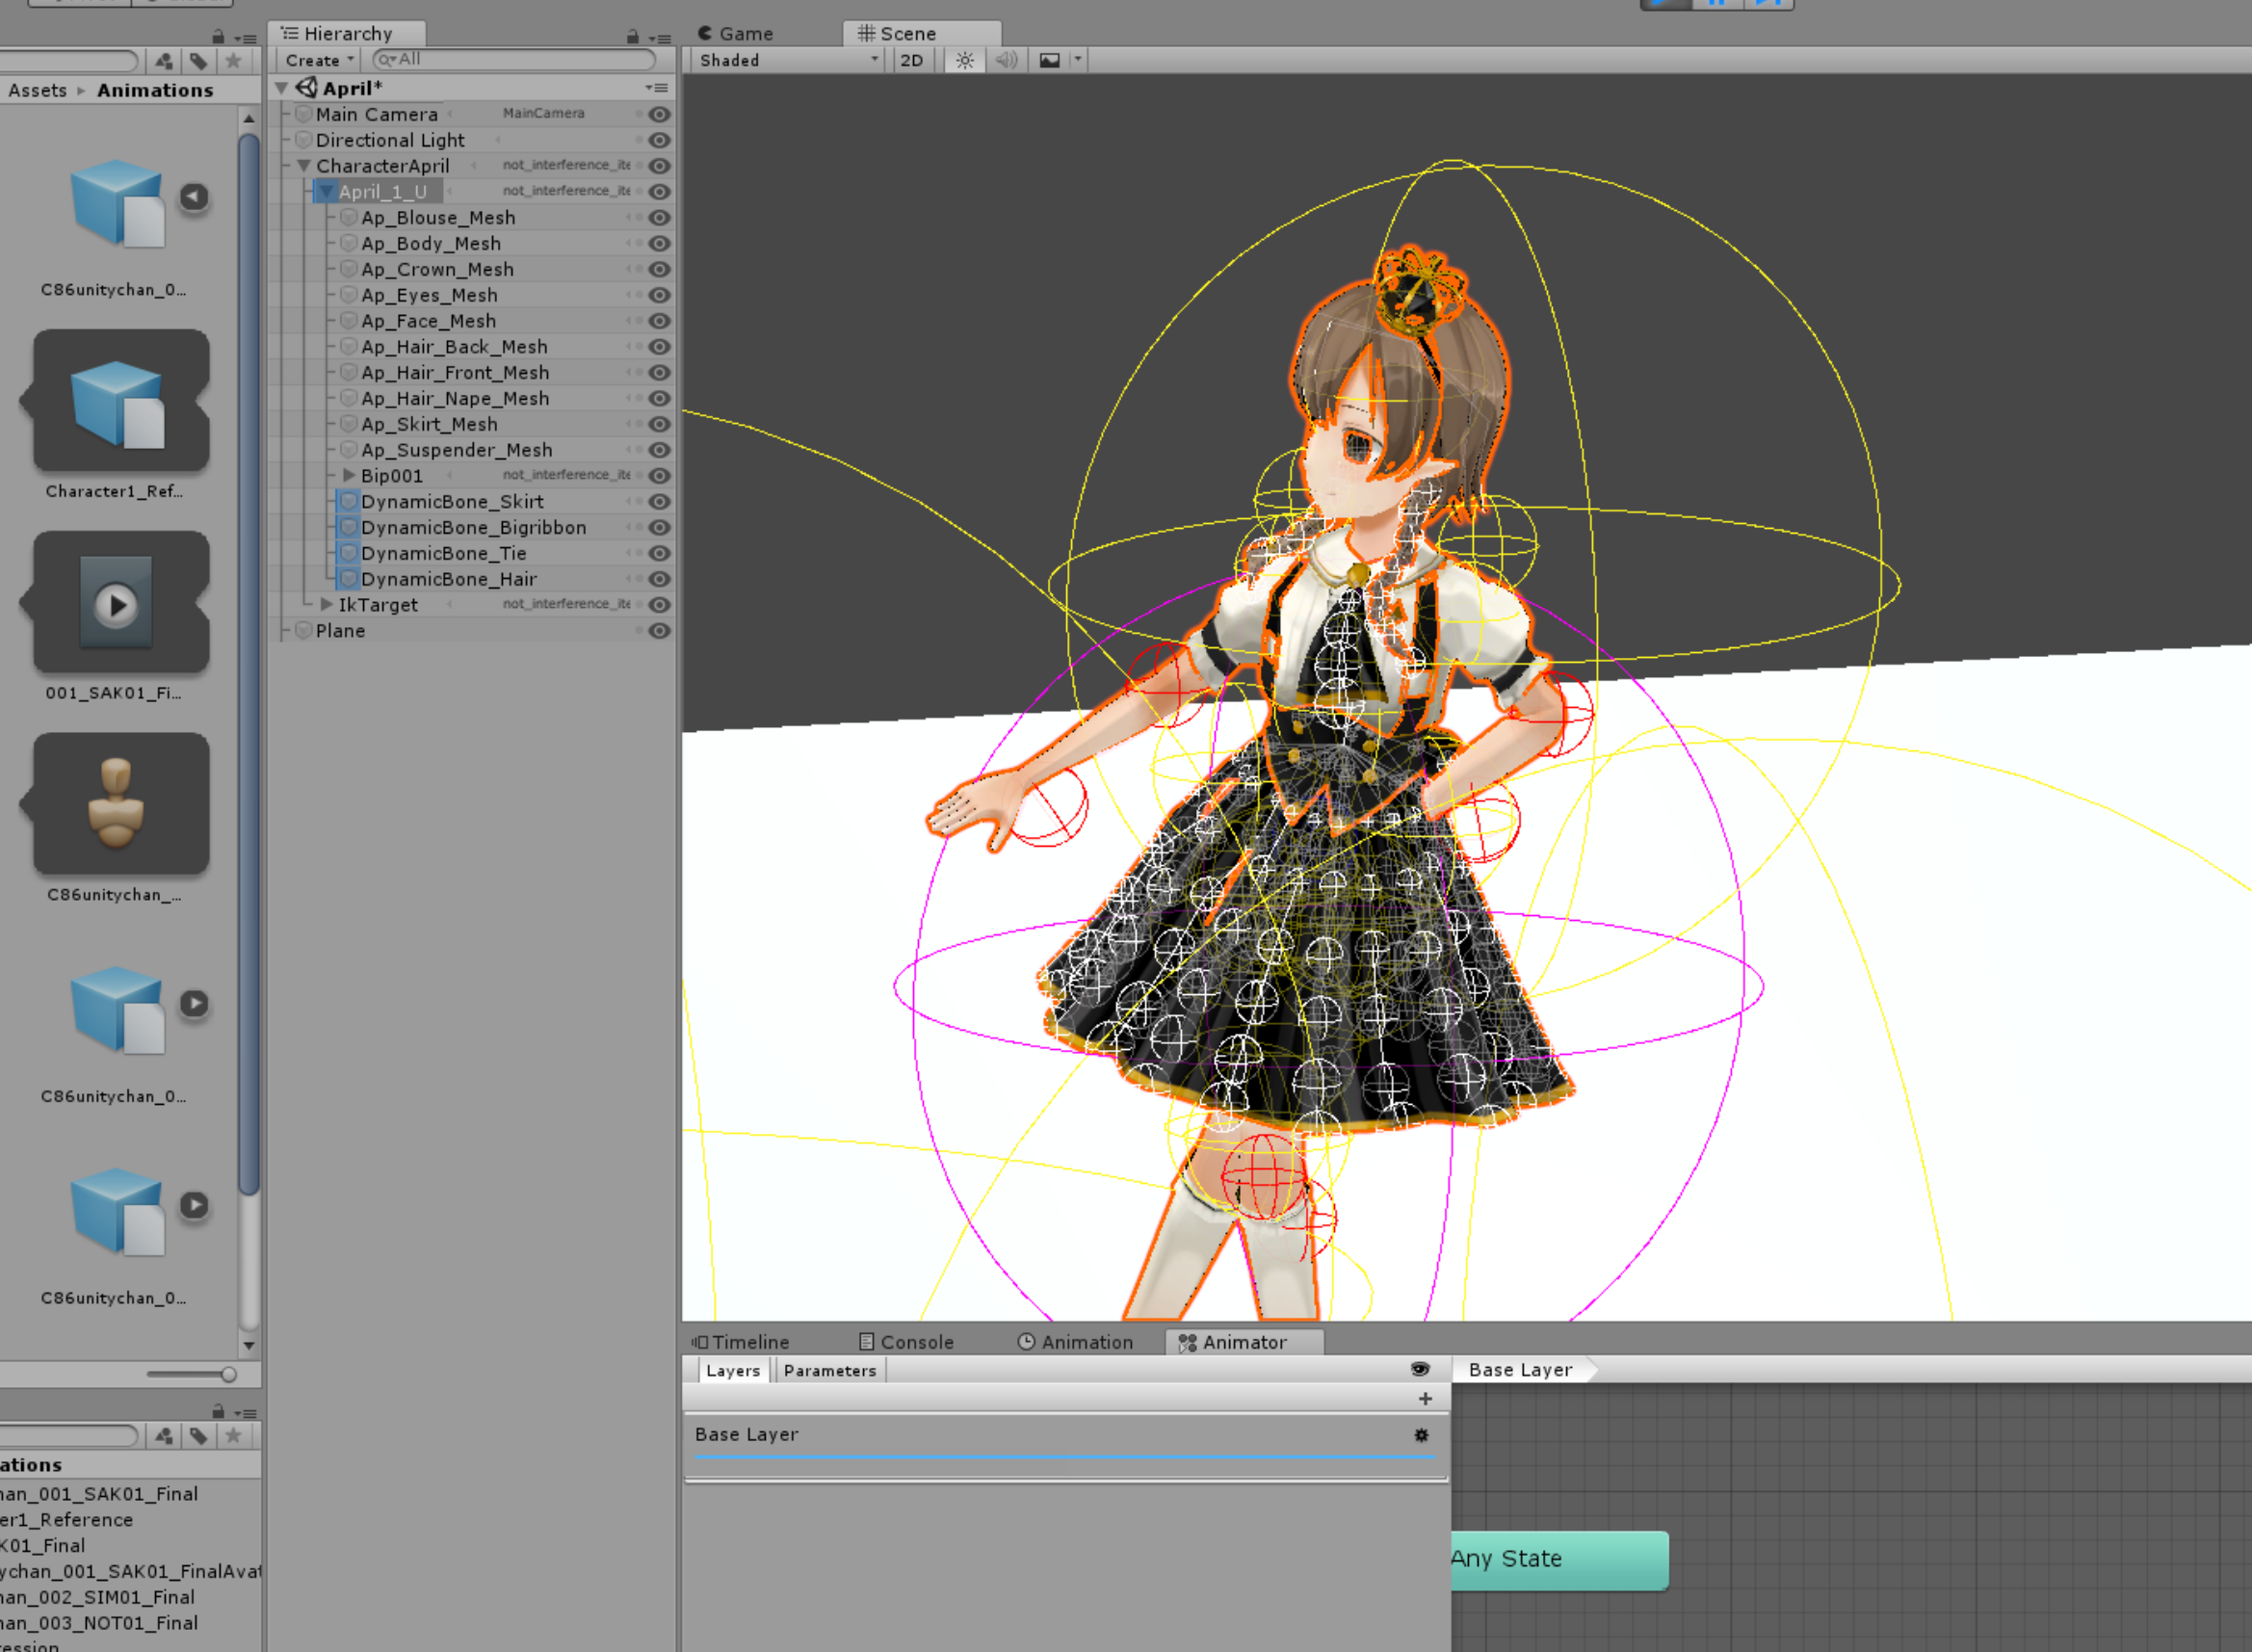 Assets ▸ Animations
C86unitychan_0...
Character1_Ref...
001_SAK01_Fi...
C86unitychan_...
C86unitychan_0...
C86unitychan_0...
ations
nan_001_SAK01_Final
er1_Reference
K01_Final
ychan_001_SAK01_FinalAvat
nan_002_SIM01_Final
nan_003_NOT01_Final
ression
Hierarchy
Create
All
April*
Main Camera MainCamera
Directional Light
CharacterApril not_interference_ite
April_1_U not_interference_ite
Ap_Blouse_Mesh
Ap_Body_Mesh
Ap_Crown_Mesh
Ap_Eyes_Mesh
Ap_Face_Mesh
Ap_Hair_Back_Mesh
Ap_Hair_Front_Mesh
Ap_Hair_Nape_Mesh
Ap_Skirt_Mesh
Ap_Suspender_Mesh
Bip001 not_interference_ite
DynamicBone_Skirt
DynamicBone_Bigribbon
DynamicBone_Tie
DynamicBone_Hair
IkTarget not_interference_ite
Plane
Game Scene
Shaded 2D
Timeline Console Animation Animator
Layers Parameters Base Layer
+
Base Layer
Any State